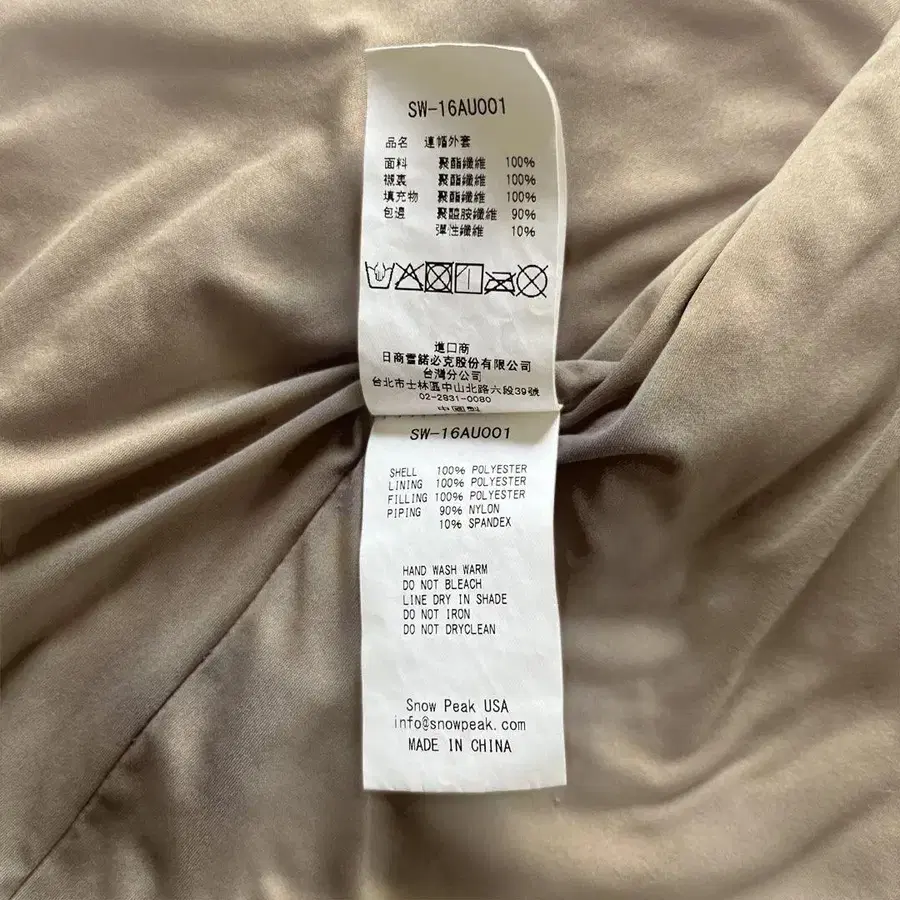 SW-16AU001
品名 連帽外套
面料 聚酯纖維 100%
襯裏 聚酯纖維 100%
填充物 聚酯纖維 100%
包邊 聚醯胺纖維 90%
彈性纖維 10%
進口商
日商雪諾必克股份有限公司
台灣分公司
台北市士林區中山北路六段39號
02-2831-0080
中國製
SW-16AU001
SHELL 100% POLYESTER
LINING 100% POLYESTER
FILLING 100% POLYESTER
PIPING 90% NYLON
10% SPANDEX
HAND WASH WARM
DO NOT BLEACH
LINE DRY IN SHADE
DO NOT IRON
DO NOT DRYCLEAN
Snow Peak USA
info@snowpeak.com
MADE IN CHINA